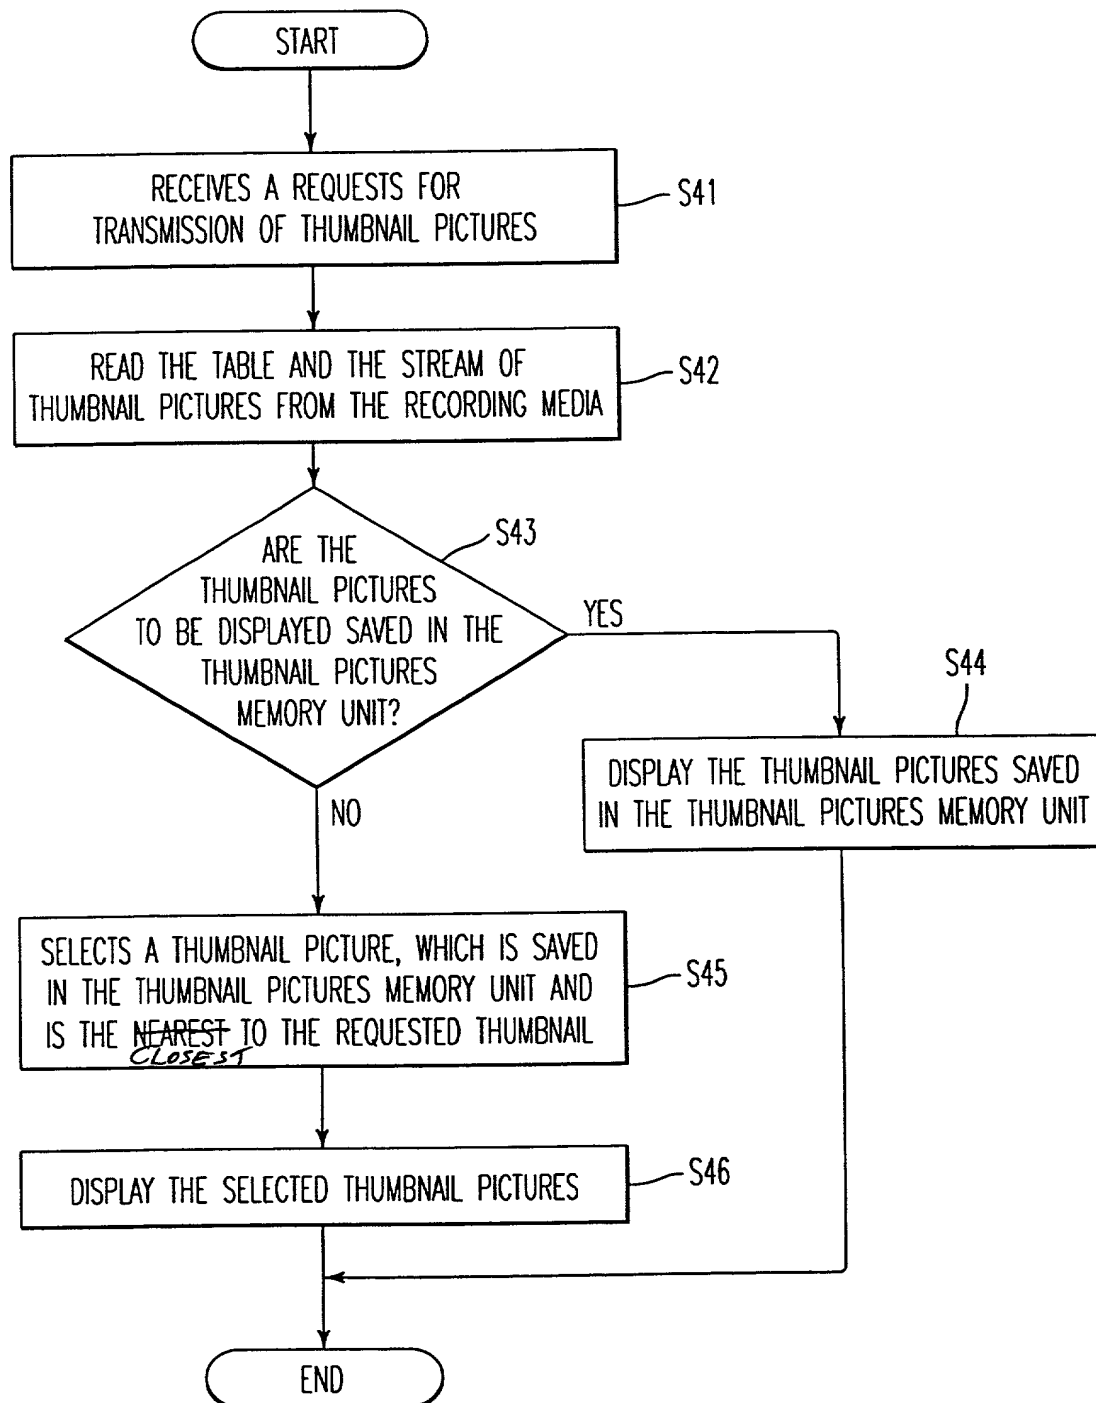 START
RECEIVES A REQUESTS FOR
TRANSMISSION OF THUMBNAIL PICTURES
S41
READ THE TABLE AND THE STREAM OF
THUMBNAIL PICTURES FROM THE RECORDING MEDIA
S42
ARE THE
THUMBNAIL PICTURES
TO BE DISPLAYED SAVED IN THE
THUMBNAIL PICTURES
MEMORY UNIT?
S43
YES
S44
DISPLAY THE THUMBNAIL PICTURES SAVED
IN THE THUMBNAIL PICTURES MEMORY UNIT
NO
SELECTS A THUMBNAIL PICTURE, WHICH IS SAVED
IN THE THUMBNAIL PICTURES MEMORY UNIT AND
IS THE NEAREST TO THE REQUESTED THUMBNAIL
CLOSEST
S45
DISPLAY THE SELECTED THUMBNAIL PICTURES
S46
END